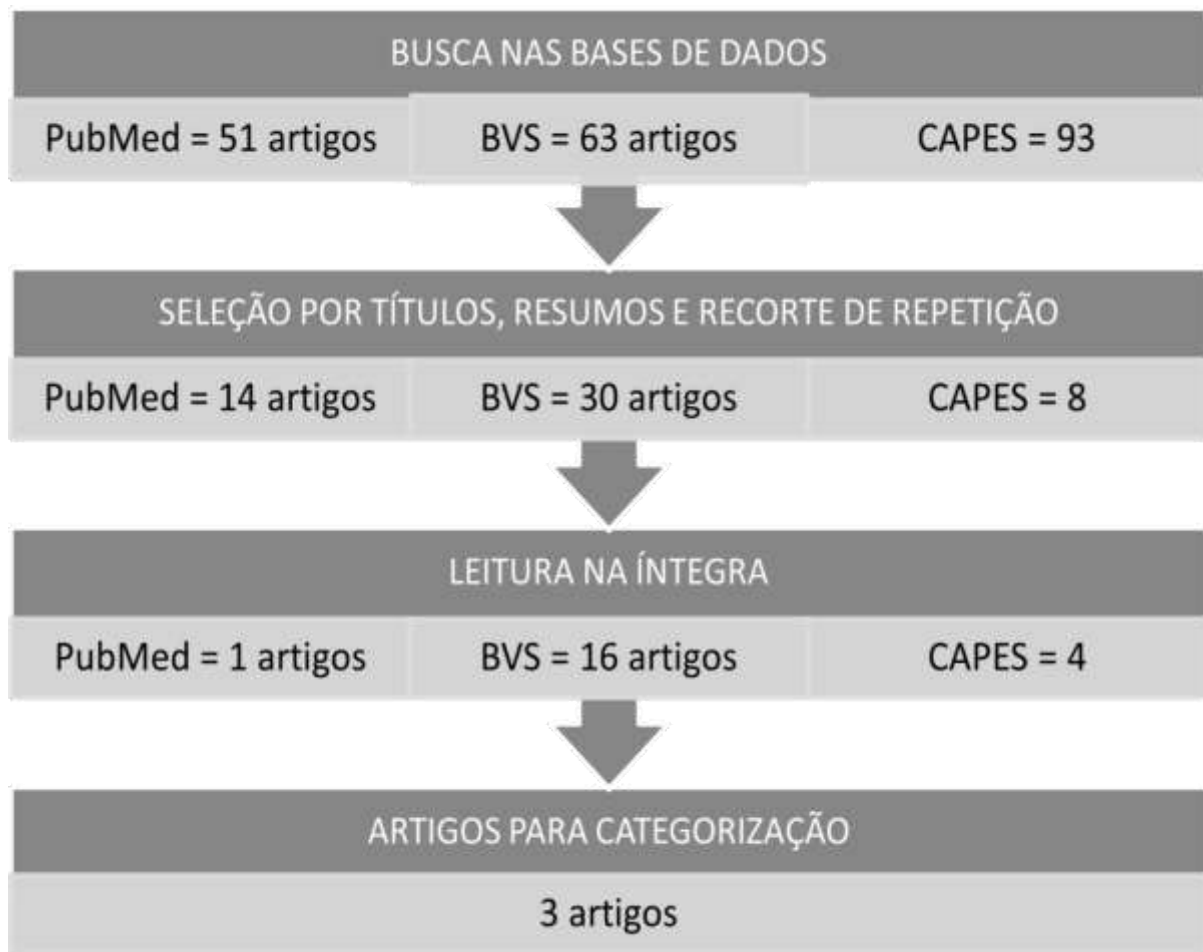 BUSCA NAS BASES DE DADOS
PubMed = 51 artigos BVS = 63 artigos CAPES = 93
SELEÇÃO POR TÍTULOS, RESUMOS E RECORTE DE REPETIÇÃO
PubMed = 14 artigos BVS = 30 artigos CAPES = 8
LEITURA NA ÍNTEGRA
PubMed = 1 artigos BVS = 16 artigos CAPES = 4
ARTIGOS PARA CATEGORIZAÇÃO
3 artigos